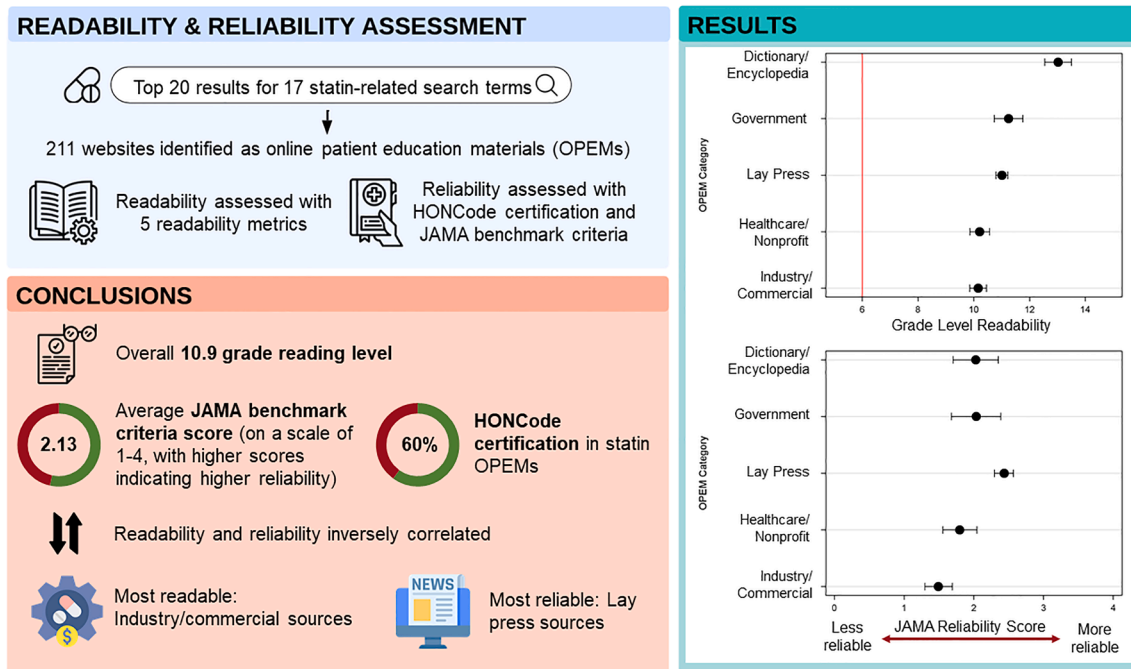 READABILITY & RELIABILITY ASSESSMENT
Top 20 results for 17 statin-related search terms
211 websites identified as online patient education materials (OPEMs)
Readability assessed with
5 readability metrics
Reliability assessed with
HONCode certification and
JAMA benchmark criteria
CONCLUSIONS
Overall 10.9 grade reading level
2.13
Average JAMA benchmark
criteria score (on a scale of
1-4, with higher scores
indicating higher reliability)
60%
HONCode
certification in statin
OPEMs
Readability and reliability inversely correlated
$
Most readable:
Industry/commercial sources
NEWS
Most reliable: Lay
press sources
RESULTS
OPEM Category
Dictionary/
Encyclopedia
Government
Lay Press
Healthcare/
Nonprofit
Industry/
Commercial
6 8 10 12 14
Grade Level Readability
OPEM Category
Dictionary/
Encyclopedia
Government
Lay Press
Healthcare/
Nonprofit
Industry/
Commercial
0 1 2 3 4
Less
reliable
JAMA Reliability Score
More
reliable